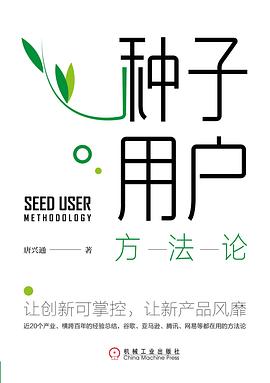 种子
用户
SEED USER
METHODOLOGY
方—法—论
唐兴通——著
让创新可掌控，让新产品风靡
近20个产业、横跨百年的经验总结，谷歌、亚马逊、腾讯、网易等都在用的方法论
机械工业出版社
China Machine Press